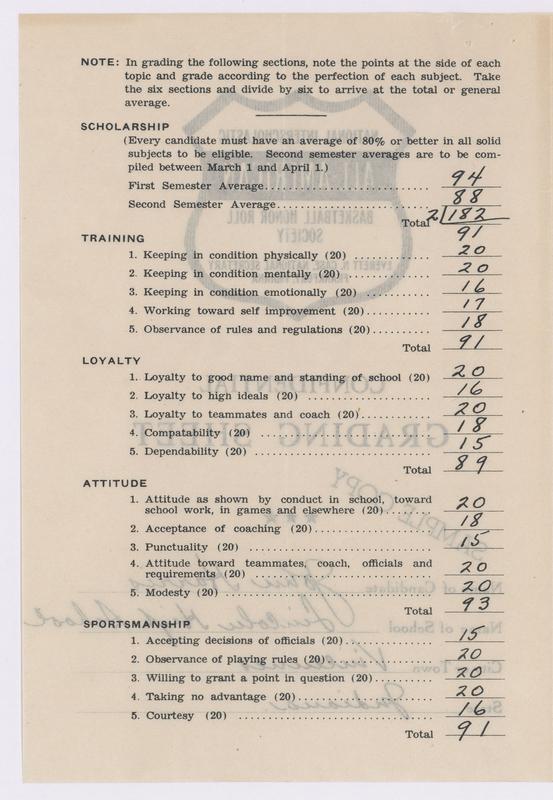 NOTE: In grading the following sections, note the points at the side of each
topic and grade according to the perfection of each subject. Take
the six sections and divide by six to arrive at the total or general
average.
SCHOLARSHIP
(Every candidate must have an average of 80% or better in all solid
subjects to be eligible. Second semester averages are to be com-
piled between March 1 and April 1.)
First Semester Average 94
Second Semester Average 88
Total 2 182
91
TRAINING
1. Keeping in condition physically (20) 20
2. Keeping in condition mentally (20) 20
3. Keeping in condition emotionally (20) 16
4. Working toward self improvement (20) 17
5. Observance of rules and regulations (20) 18
Total 91
LOYALTY
1. Loyalty to good name and standing of school (20) 20
2. Loyalty to high ideals (20) 16
3. Loyalty to teammates and coach (20) 20
4. Compatability (20) 18
5. Dependability (20) 15
Total 89
ATTITUDE
1. Attitude as shown by conduct in school, toward
school work, in games and elsewhere (20) 20
2. Acceptance of coaching (20) 18
3. Punctuality (20) 15
4. Attitude toward teammates, coach, officials and
requirements (20) 20
5. Modesty (20) 20
Total 93
SPORTSMANSHIP
1. Accepting decisions of officials (20) 15
2. Observance of playing rules (20) 20
3. Willing to grant a point in question (20) 20
4. Taking no advantage (20) 20
5. Courtesy (20) 16
Total 91